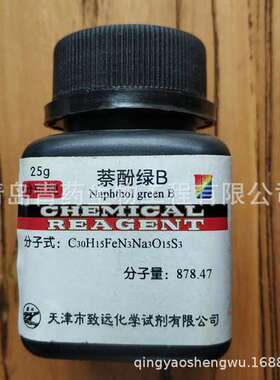 25g
萘酚绿B
Naphthol green B
CHEMICAL
REAGENT
分子式: C30H15FeN3Na3O15S3
分子量: 878.47
天津市致远化学试剂有限公司
qingyaoshengwu.1688